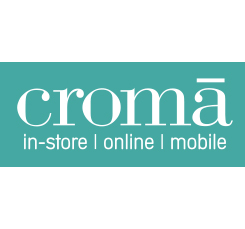 cromā
in-store | online | mobile